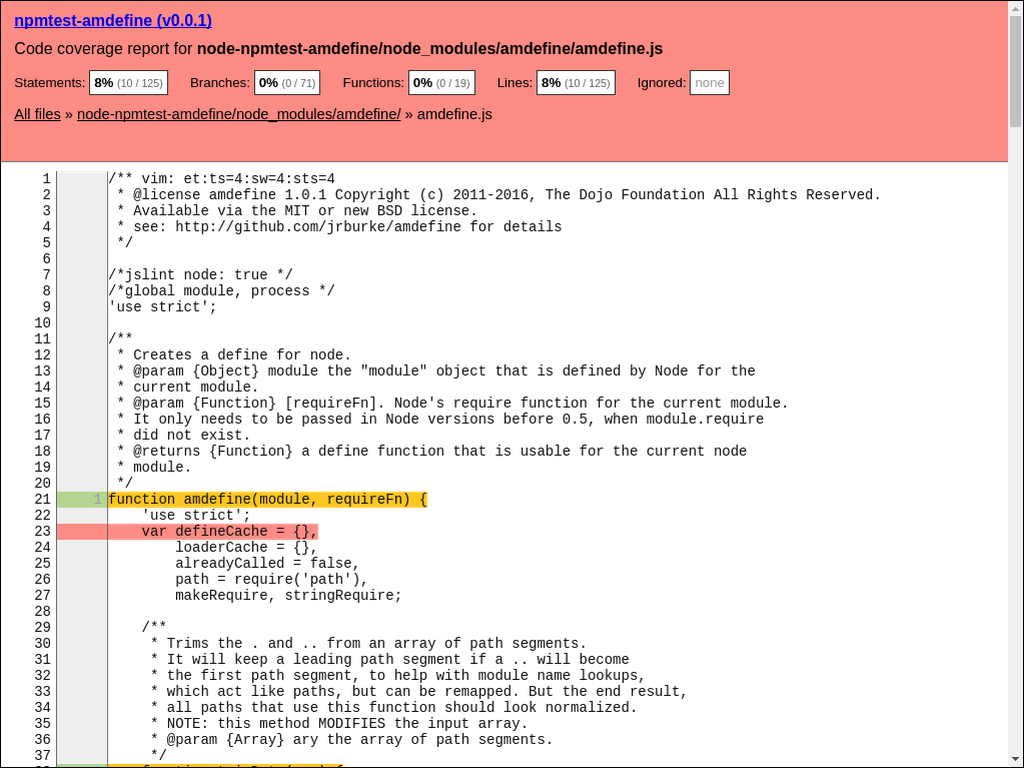 npmtest-amdefine (v0.0.1)
Code coverage report for node-npmtest-amdefine/node_modules/amdefine/amdefine.js
Statements: 8% (10 / 125) Branches: 0% (0 / 71) Functions: 0% (0 / 19) Lines: 8% (10 / 125) Ignored: none
All files » node-npmtest-amdefine/node_modules/amdefine/ » amdefine.js
1 /** vim: et:ts=4:sw=4:sts=4
2  * @license amdefine 1.0.1 Copyright (c) 2011-2016, The Dojo Foundation All Rights Reserved.
3  * Available via the MIT or new BSD license.
4  * see: http://github.com/jrburke/amdefine for details
5  */
6
7 /*jslint node: true */
8 /*global module, process */
9 'use strict';
10
11 /**
12  * Creates a define for node.
13  * @param {Object} module the "module" object that is defined by Node for the
14  * current module.
15  * @param {Function} [requireFn]. Node's require function for the current module.
16  * It only needs to be passed in Node versions before 0.5, when module.require
17  * did not exist.
18  * @returns {Function} a define function that is usable for the current node
19  * module.
20  */
21 1 function amdefine(module, requireFn) {
22     'use strict';
23     var defineCache = {},
24         loaderCache = {},
25         alreadyCalled = false,
26         path = require('path'),
27         makeRequire, stringRequire;
28
29     /**
30      * Trims the . and .. from an array of path segments.
31      * It will keep a leading path segment if a .. will become
32      * the first path segment, to help with module name lookups,
33      * which act like paths, but can be remapped. But the end result,
34      * all paths that use this function should look normalized.
35      * NOTE: this method MODIFIES the input array.
36      * @param {Array} ary the array of path segments.
37      */